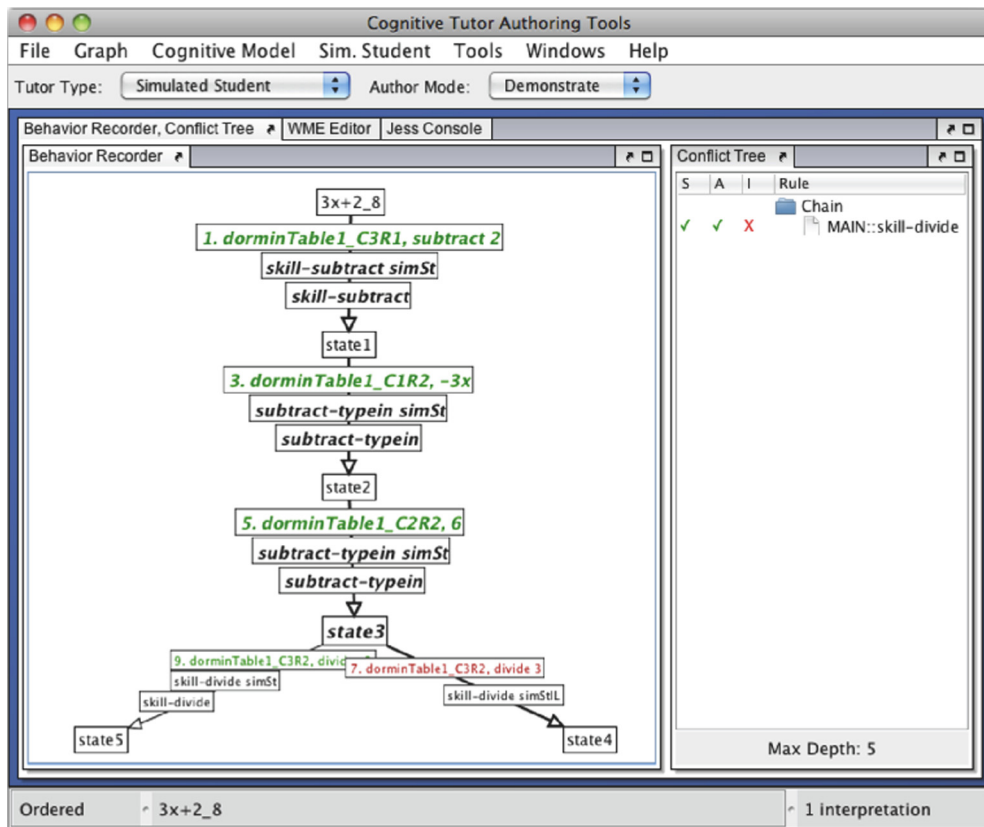 Cognitive Tutor Authoring Tools
File Graph Cognitive Model Sim. Student Tools Windows Help
Tutor Type: Simulated Student Author Mode: Demonstrate
Behavior Recorder, Conflict Tree WME Editor Jess Console
Behavior Recorder
3x+2_8
1. dorminTable1_C3R1, subtract 2
skill-subtract simSt
skill-subtract
state1
3. dorminTable1_C1R2, -3x
subtract-typein simSt
subtract-typein
state2
5. dorminTable1_C2R2, 6
subtract-typein simSt
subtract-typein
state3
9. dorminTable1_C3R2,
7. dorminTable1_C3R2, divide 3
skill-divide simSt
skill-divide simStIL
skill-divide
state5
state4
Conflict Tree
S A I Rule
Chain
✓ ✓ X MAIN::skill-divide
Max Depth: 5
Ordered 3x+2_8 1 interpretation